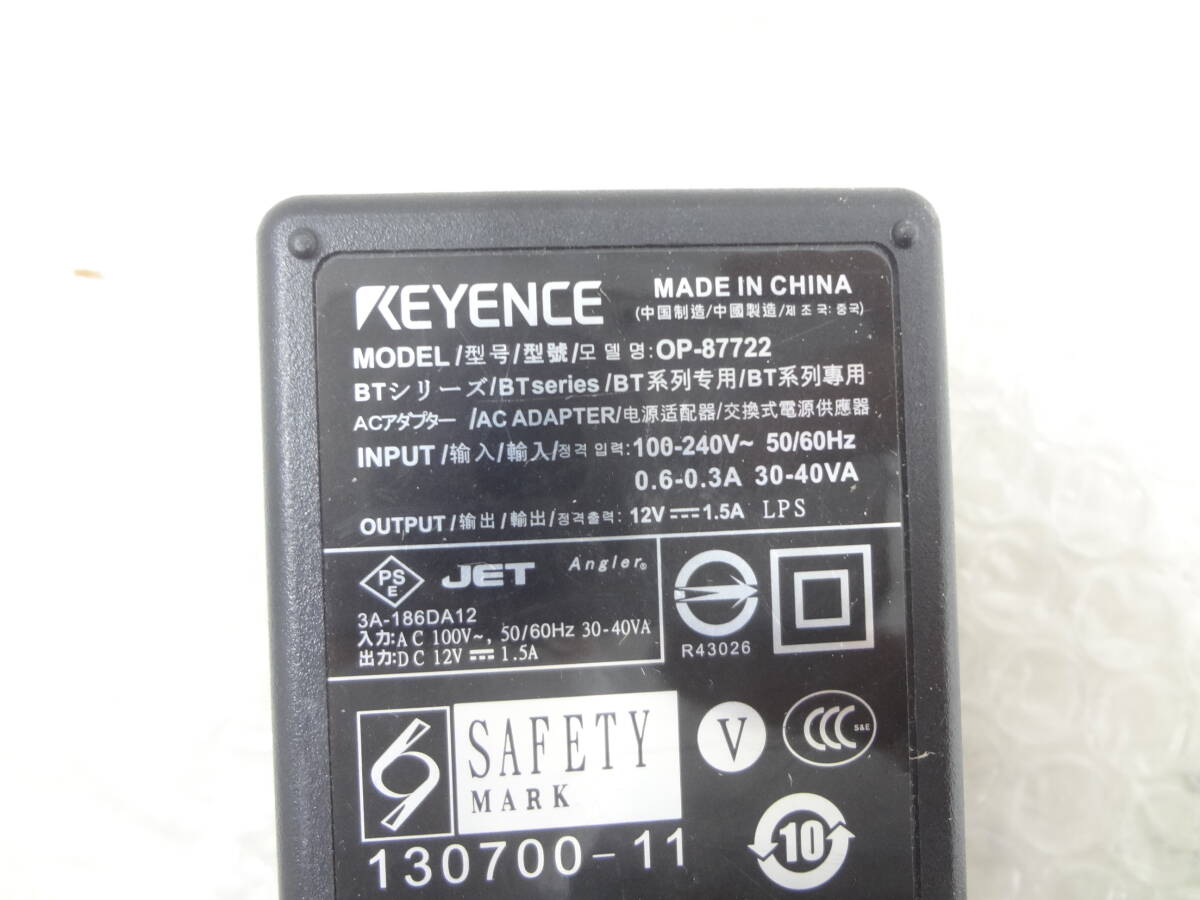 KEYENCE
MADE IN CHINA
(中国制造/中國製造/제조국:중국)
MODEL/型号/型號/모델명:OP-87722
BTシリーズ/BTseries/BT系列专用/BT系列專用
ACアダプター /AC ADAPTER/电源适配器/交換式電源供應器
INPUT/输入/輸入/정격입력:100-240V~ 50/60Hz
0.6-0.3A 30-40VA
OUTPUT/输出/輸出/정격출력: 12V⎓1.5A LPS
PS
E
JET
Angler®
3A-186DA12
入力:AC 100V~, 50/60Hz 30-40VA
出力:DC 12V⎓1.5A
R43026
SAFETY
MARK
V
CCC
S&E
130700-11
10